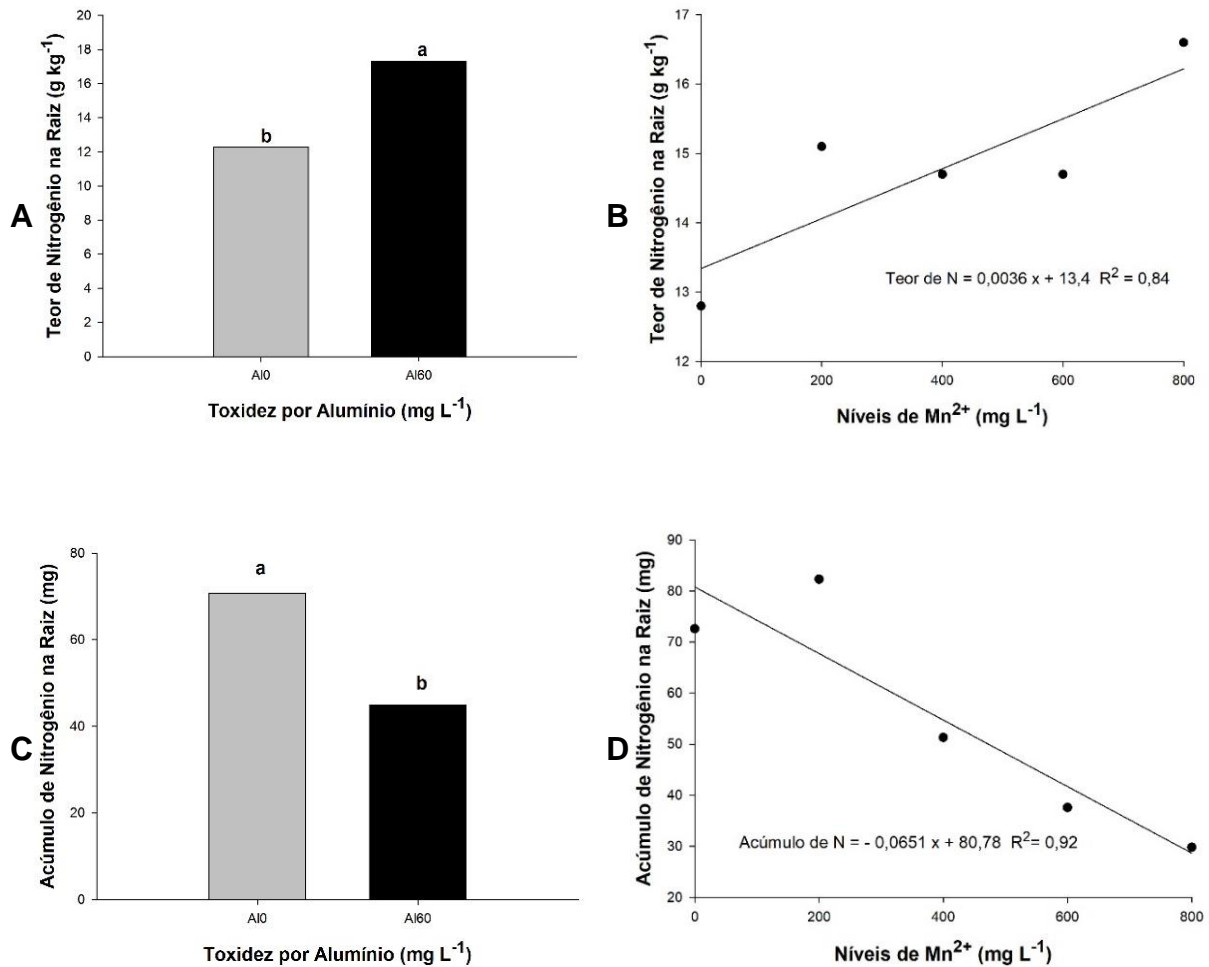 A
Teor de Nitrogênio na Raiz (g kg-1)
20
18
16
14
12
10
8
6
4
2
0
b
a
Al0
Al60
Toxidez por Alumínio (mg L-1)
B
Teor de Nitrogênio na Raiz (g kg-1)
17
16
15
14
13
12
Teor de N = 0,0036 x + 13,4 R2 = 0,84
0
200
400
600
800
Níveis de Mn2+ (mg L-1)
C
Acúmulo de Nitrogênio na Raiz (mg)
80
60
40
20
0
a
b
Al0
Al60
Toxidez por Alumínio (mg L-1)
D
Acúmulo de Nitrogênio na Raiz (mg)
90
80
70
60
50
40
30
20
Acúmulo de N = - 0,0651 x + 80,78 R2= 0,92
0
200
400
600
800
Níveis de Mn2+ (mg L-1)